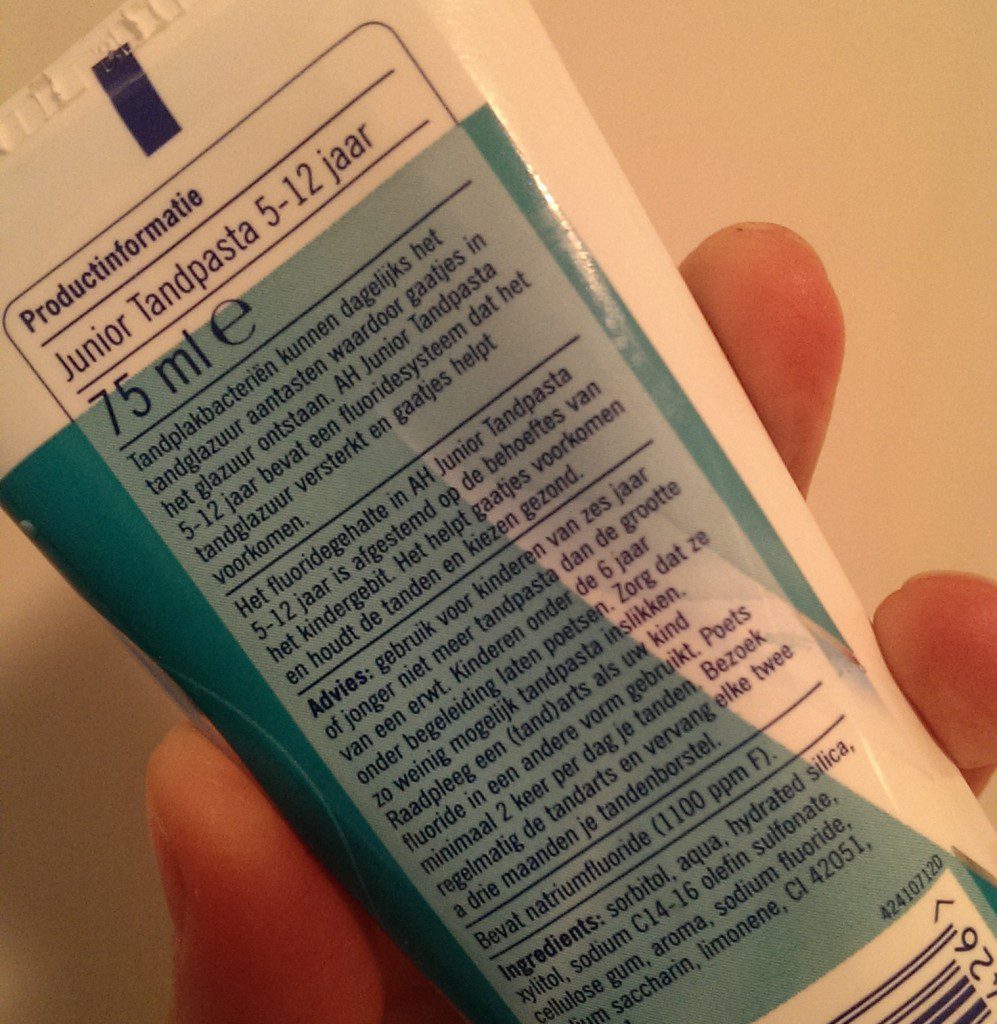 Productinformatie
Junior Tandpasta 5-12 jaar
75 ml ℮
Tandplakbacteriën kunnen dagelijks het
tandglazuur aantasten waardoor gaatjes in
het glazuur ontstaan. AH Junior Tandpasta
5-12 jaar bevat een fluoridesysteem dat het
tandglazuur versterkt en gaatjes helpt
voorkomen.
Het fluoridegehalte in AH Junior Tandpasta
5-12 jaar is afgestemd op de behoeftes van
het kindergebit. Het helpt gaatjes voorkomen
en houdt de tanden en kiezen gezond.
Advies: gebruik voor kinderen van zes jaar
of jonger niet meer tandpasta dan de grootte
van een erwt. Kinderen onder de 6 jaar
onder begeleiding laten poetsen. Zorg dat ze
zo weinig mogelijk tandpasta inslikken.
Raadpleeg een (tand)arts als uw kind
fluoride in een andere vorm gebruikt. Poets
minimaal 2 keer per dag je tanden. Bezoek
regelmatig de tandarts en vervang elke twee
a drie maanden je tandenborstel.
Bevat natriumfluoride (1100 ppm F).
Ingredients: sorbitol, aqua, hydrated silica,
xylitol, sodium C14-16 olefin sulfonate,
cellulose gum, aroma, sodium fluoride,
saccharin, limonene, CI 42051,
42410712D